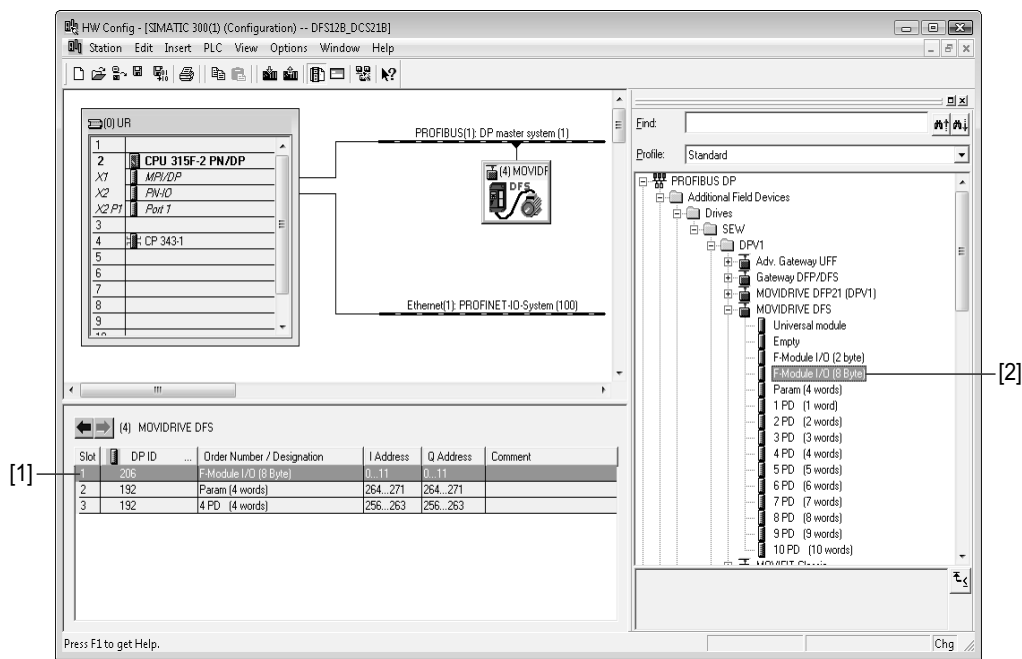 HW Config - [SIMATIC 300(1) (Configuration) -- DFS12B_DCS21B]
Station Edit Insert PLC View Options Window Help
(0) UR
1
2 CPU 315F-2 PN/DP
X1 MPI/DP
X2 PN-IO
X2 P1 Port 1
3
4 CP 343-1
5
6
7
8
9
10
PROFIBUS(1): DP master system (1)
(4) MOVIDF
DFS
Ethernet(1): PROFINET-IO-System (100)
Find:
Profile: Standard
PROFIBUS DP
Additional Field Devices
Drives
SEW
DPV1
Adv. Gateway UFF
Gateway DFP/DFS
MOVIDRIVE DFP21 (DPV1)
MOVIDRIVE DFS
Universal module
Empty
F-Module I/O (2 byte)
F-Module I/O (8 Byte)
[2]
Param (4 words)
1 PD (1 word)
2 PD (2 words)
3 PD (3 words)
4 PD (4 words)
5 PD (5 words)
6 PD (6 words)
7 PD (7 words)
8 PD (8 words)
9 PD (9 words)
10 PD (10 words)
MOVIFIT Classic
(4) MOVIDRIVE DFS
Slot DP ID ... Order Number / Designation I Address Q Address Comment
[1]
1 206 F-Module I/O (8 Byte) 0...11 0...11
2 192 Param (4 words) 264...271 264...271
3 192 4 PD (4 words) 256...263 256...263
Press F1 to get Help.
Chg